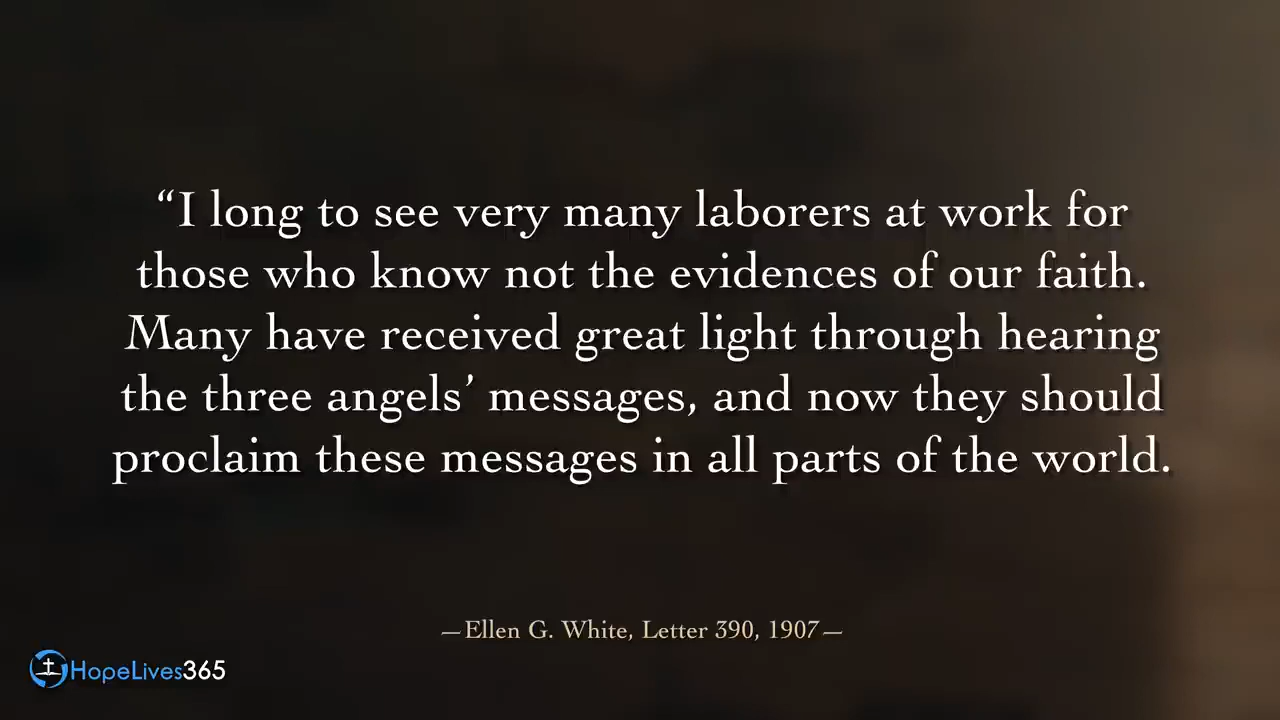 “I long to see very many laborers at work for
those who know not the evidences of our faith.
Many have received great light through hearing
the three angels’ messages, and now they should
proclaim these messages in all parts of the world.
—Ellen G. White, Letter 390, 1907—
HopeLives365